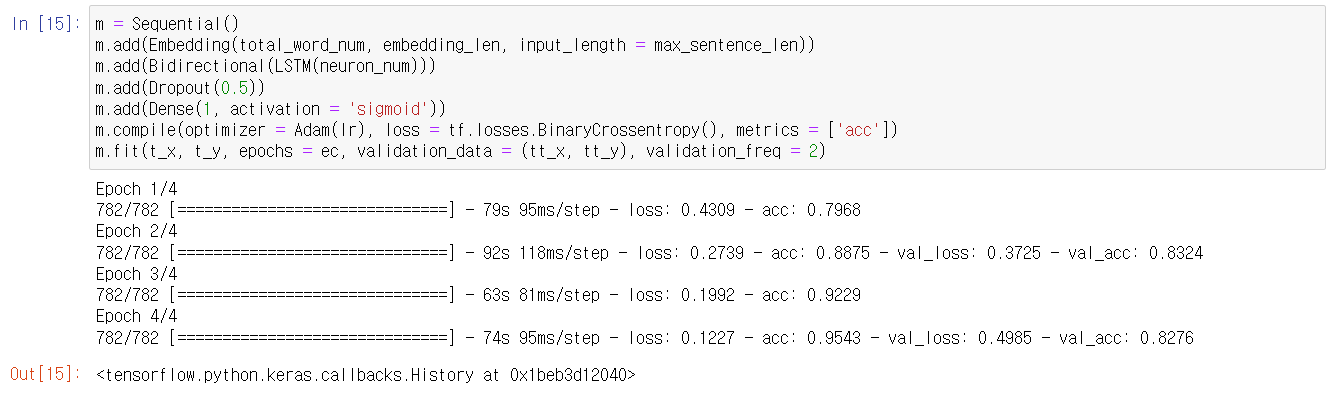 In [15]: m = Sequential()
m.add(Embedding(total_word_num, embedding_len, input_length = max_sentence_len))
m.add(Bidirectional(LSTM(neuron_num)))
m.add(Dropout(0.5))
m.add(Dense(1, activation = 'sigmoid'))
m.compile(optimizer = Adam(lr), loss = tf.losses.BinaryCrossentropy(), metrics = ['acc'])
m.fit(t_x, t_y, epochs = ec, validation_data = (tt_x, tt_y), validation_freq = 2)
Epoch 1/4
782/782 [==============================] - 79s 95ms/step - loss: 0.4309 - acc: 0.7968
Epoch 2/4
782/782 [==============================] - 92s 118ms/step - loss: 0.2739 - acc: 0.8875 - val_loss: 0.3725 - val_acc: 0.8324
Epoch 3/4
782/782 [==============================] - 63s 81ms/step - loss: 0.1992 - acc: 0.9229
Epoch 4/4
782/782 [==============================] - 74s 95ms/step - loss: 0.1227 - acc: 0.9543 - val_loss: 0.4985 - val_acc: 0.8276
Out[15]: <tensorflow.python.keras.callbacks.History at 0x1beb3d12040>